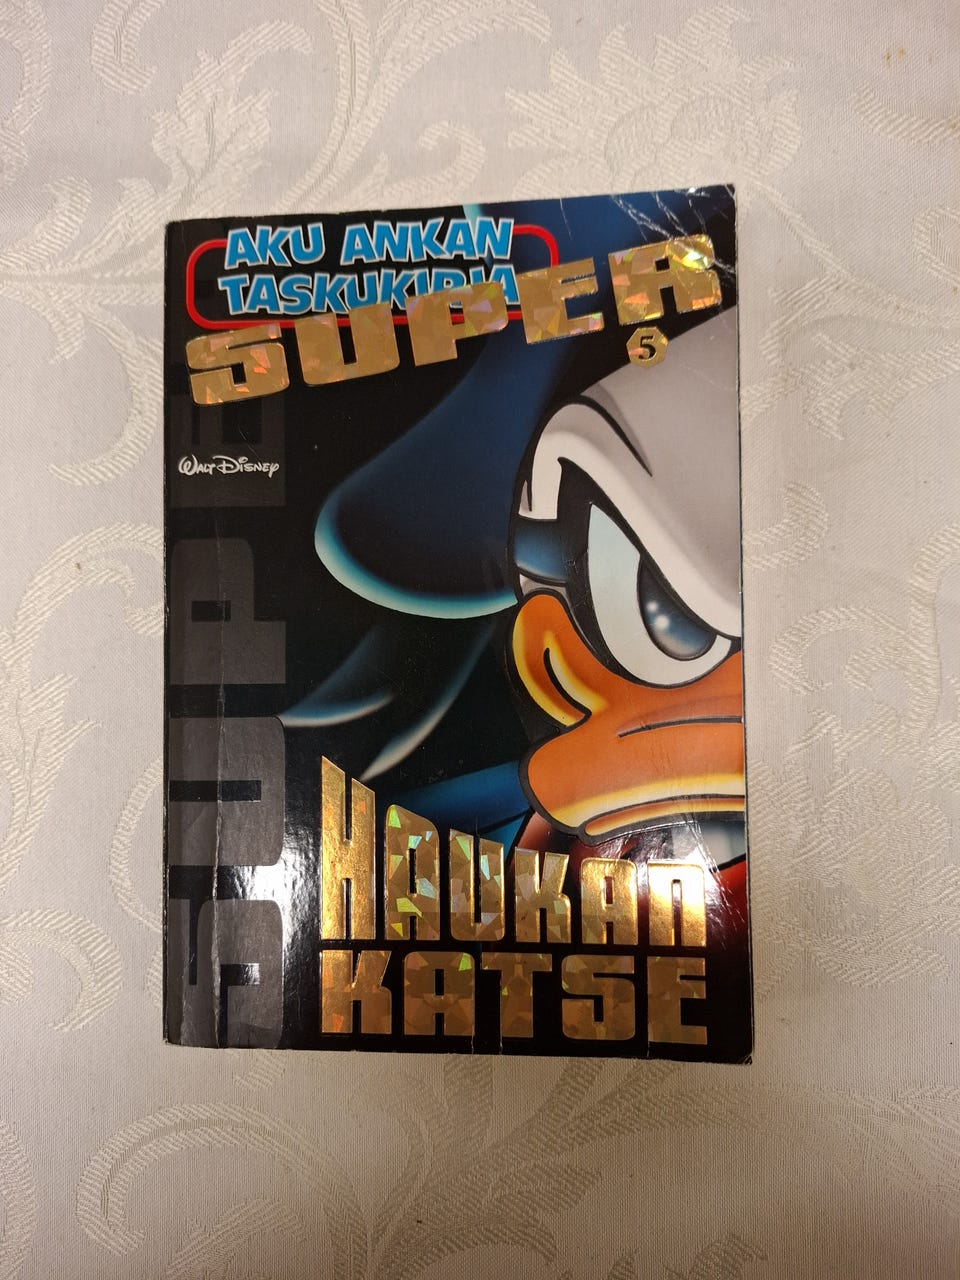 AKU ANKAN
TASKUKIRJA
SUPER
5
WALT DISNEY
SUPER
HAUKAN
KATSE